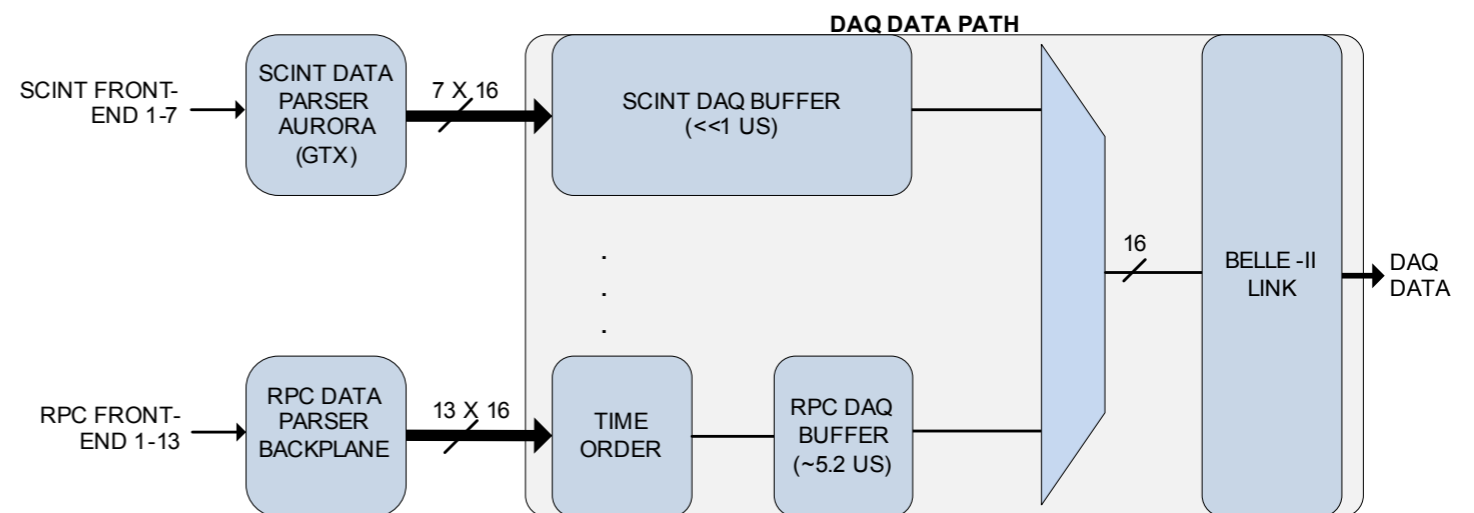 DAQ DATA PATH
SCINT FRONT-
END 1-7
SCINT DATA
PARSER
AURORA
(GTX)
7 X 16
SCINT DAQ BUFFER
(<<1 US)
.
.
.
16
BELLE -II
LINK
DAQ
DATA
RPC FRONT-
END 1-13
RPC DATA
PARSER
BACKPLANE
13 X 16
TIME
ORDER
RPC DAQ
BUFFER
(~5.2 US)